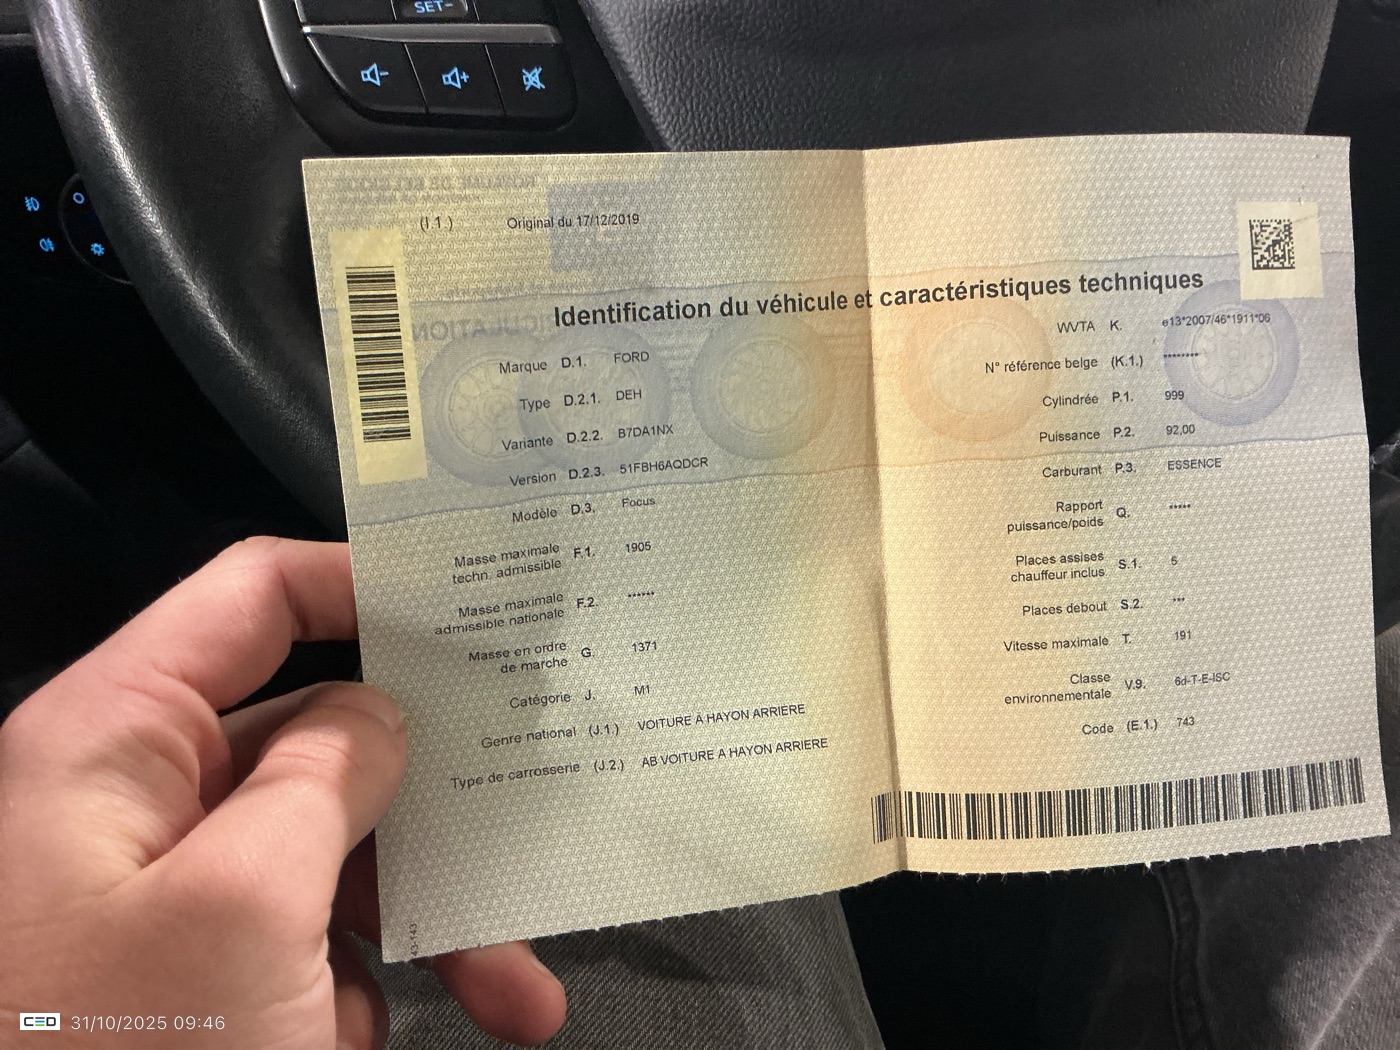 SET-
(I.1.) Original du 17/12/2019
Identification du véhicule et caractéristiques techniques
Marque D.1. FORD
Type D.2.1. DEH
Variante D.2.2. B7DA1NX
Version D.2.3. 51FBH6AQDCR
Modèle D.3. Focus
Masse maximale
techn. admissible F.1. 1905
Masse maximale
admissible nationale F.2. ******
Masse en ordre
de marche G. 1371
Catégorie J. M1
Genre national (J.1.) VOITURE A HAYON ARRIERE
Type de carrosserie (J.2.) AB VOITURE A HAYON ARRIERE
WVTA K. e13*2007/46*1911*06
N° référence belge (K.1.) ********
Cylindrée P.1. 999
Puissance P.2. 92,00
Carburant P.3. ESSENCE
Rapport
puissance/poids Q. *****
Places assises
chauffeur inclus S.1. 5
Places debout S.2. ***
Vitesse maximale T. 191
Classe
environnementale V.9. 6d-T-E-ISC
Code (E.1.) 743
43-143
CED 31/10/2025 09:46